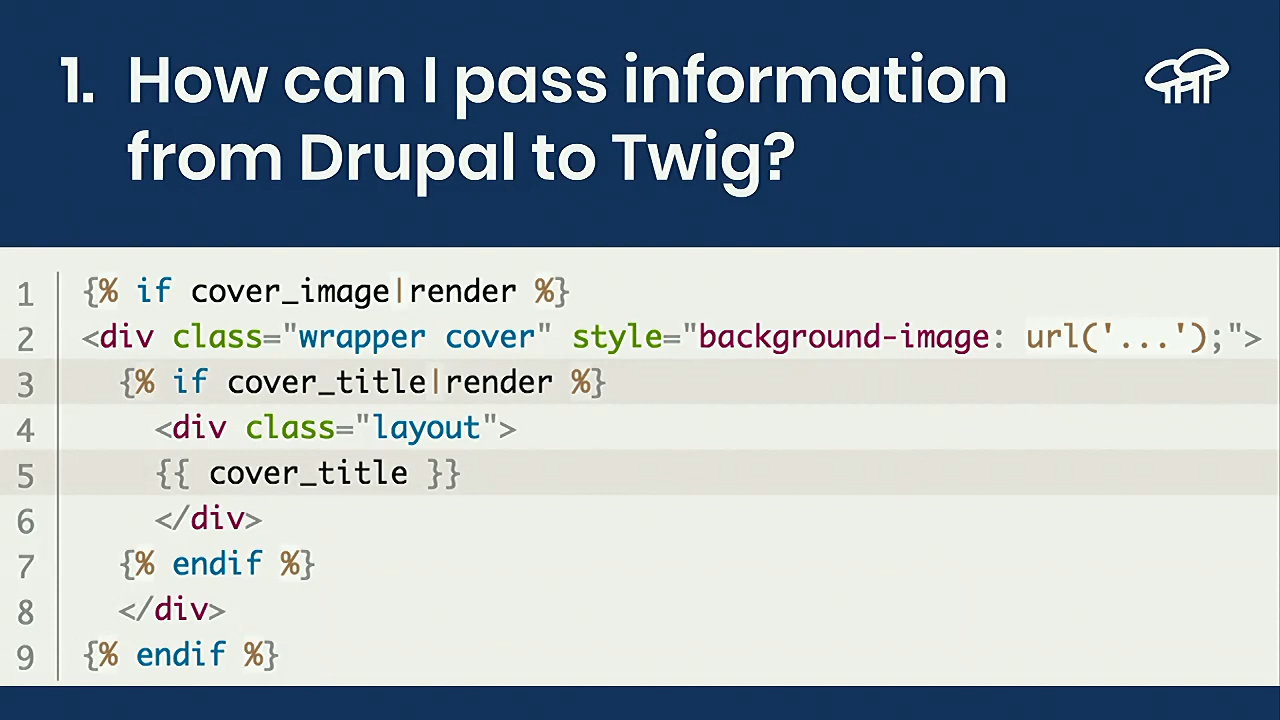 1. How can I pass information
from Drupal to Twig?
1 {% if cover_image|render %}
2 <div class="wrapper cover" style="background-image: url('...');">
3 {% if cover_title|render %}
4 <div class="layout">
5 {{ cover_title }}
6 </div>
7 {% endif %}
8 </div>
9 {% endif %}